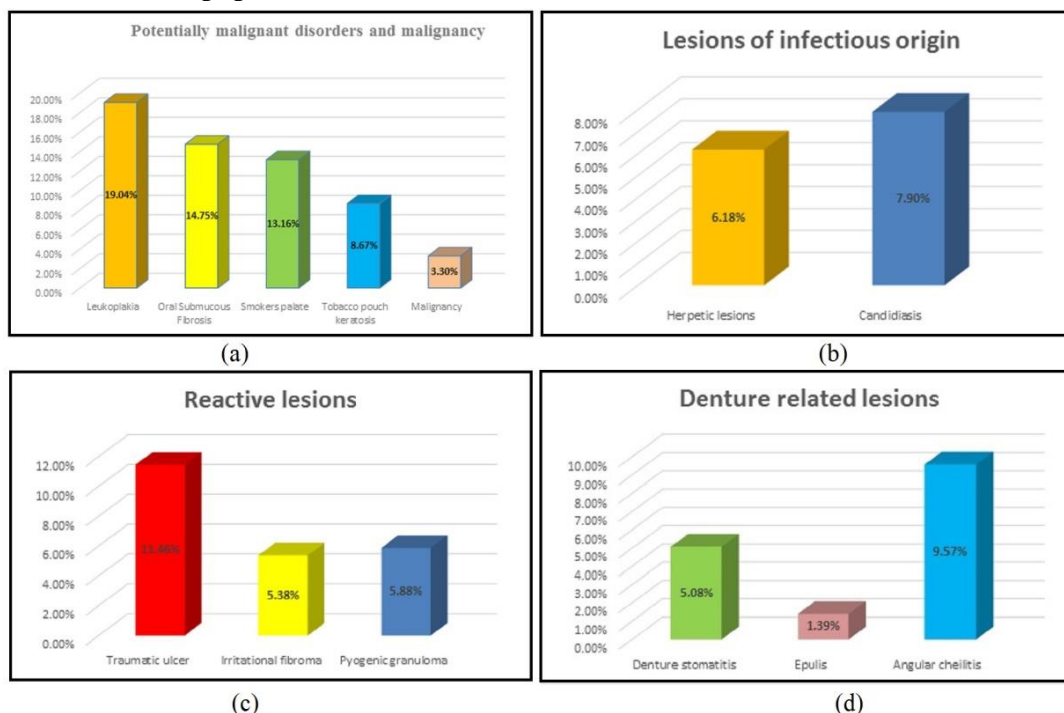 Potentially malignant disorders and malignancy
20.00%
18.00%
16.00%
14.00%
12.00%
10.00%
8.00%
6.00%
4.00%
2.00%
0.00%
19.04%
14.75%
13.16%
8.67%
3.30%
Leukoplakia
Oral Submucous
Fibrosis
Smokers palate
Tobacco pouch
keratosis
Malignancy
(a)
Lesions of infectious origin
8.00%
7.00%
6.00%
5.00%
4.00%
3.00%
2.00%
1.00%
0.00%
6.18%
7.90%
Herpetic lesions
Candidiasis
(b)
Reactive lesions
12.00%
10.00%
8.00%
6.00%
4.00%
2.00%
0.00%
11.46%
5.38%
5.88%
Traumatic ulcer
Irritational fibroma
Pyogenic granuloma
(c)
Denture related lesions
10.00%
9.00%
8.00%
7.00%
6.00%
5.00%
4.00%
3.00%
2.00%
1.00%
0.00%
5.08%
1.39%
9.57%
Denture stomatitis
Epulis
Angular cheilitis
(d)